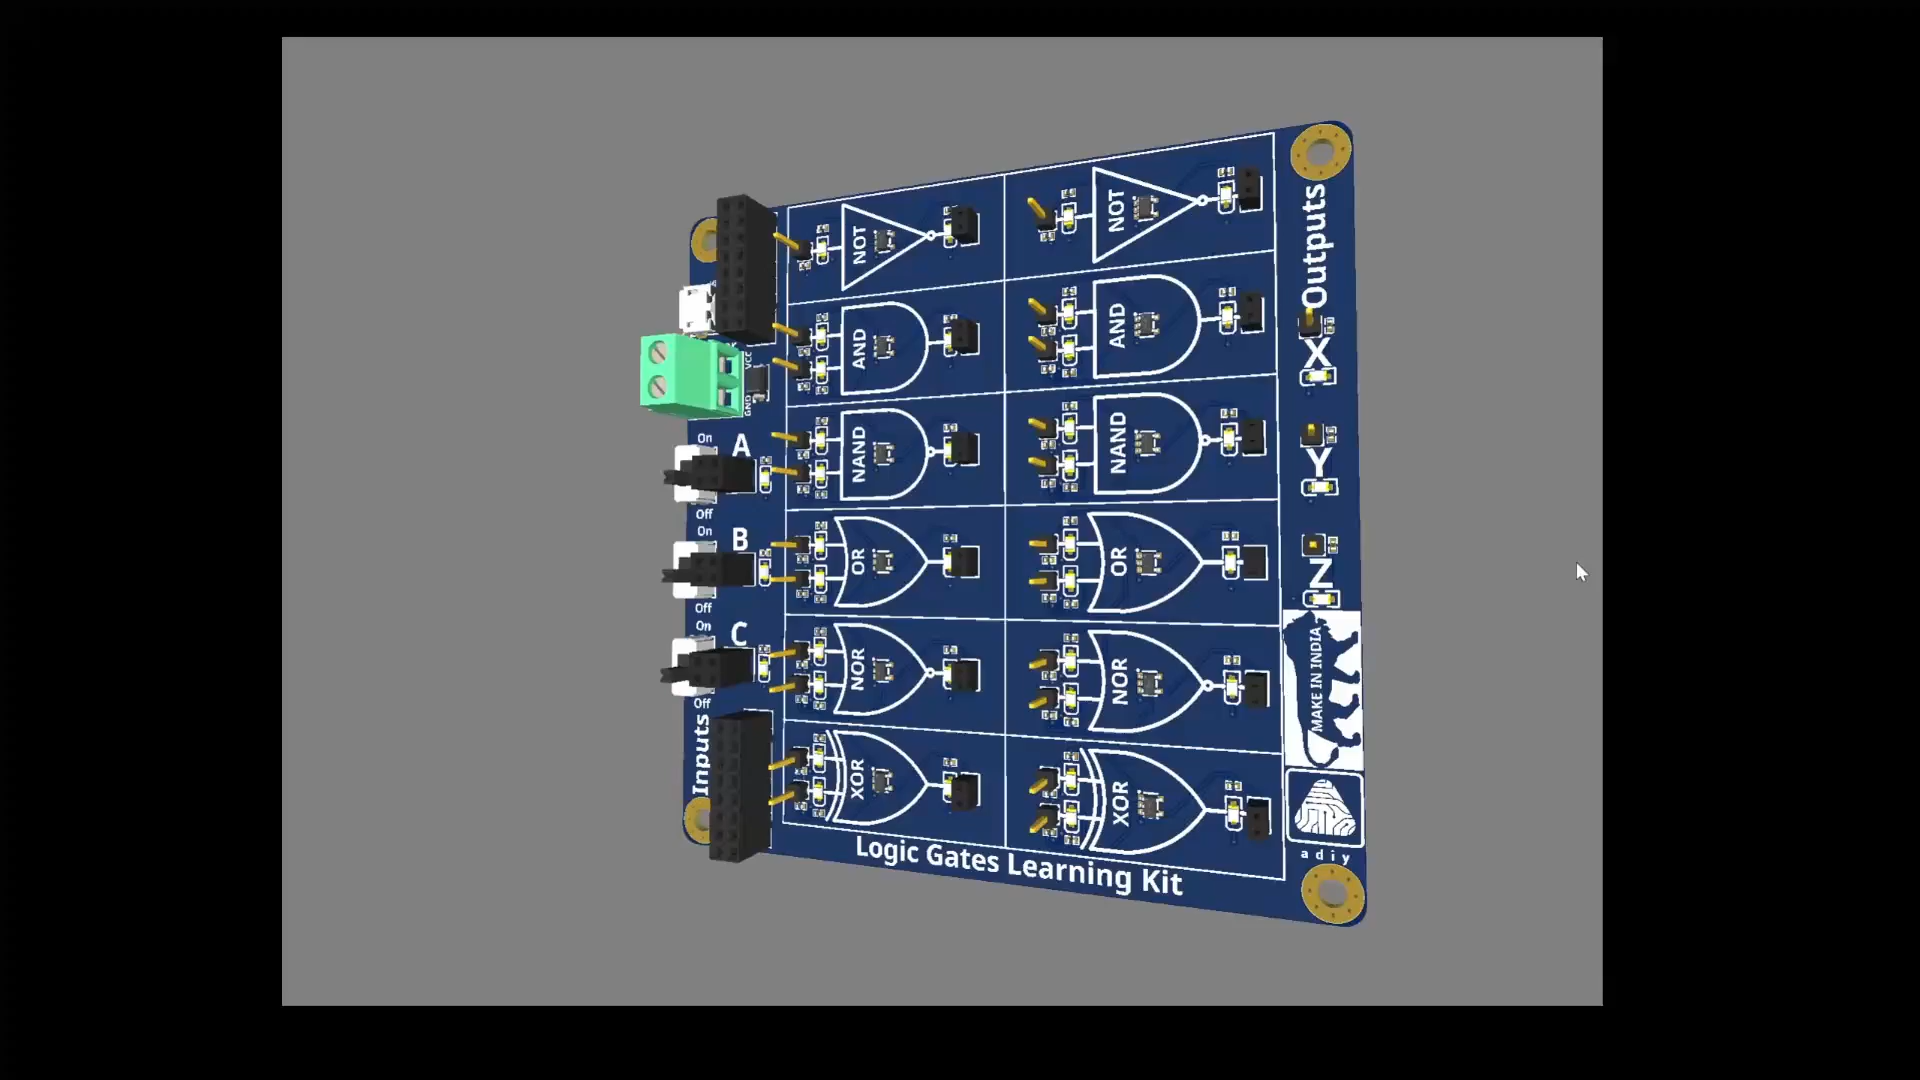 NOT
NOT
AND
AND
NAND
NAND
OR
OR
NOR
NOR
XOR
XOR
VCC
GND
On
A
Off
On
B
Off
On
C
Off
Inputs
Outputs
X
Y
Z
MAKE IN INDIA
adiy
Logic Gates Learning Kit